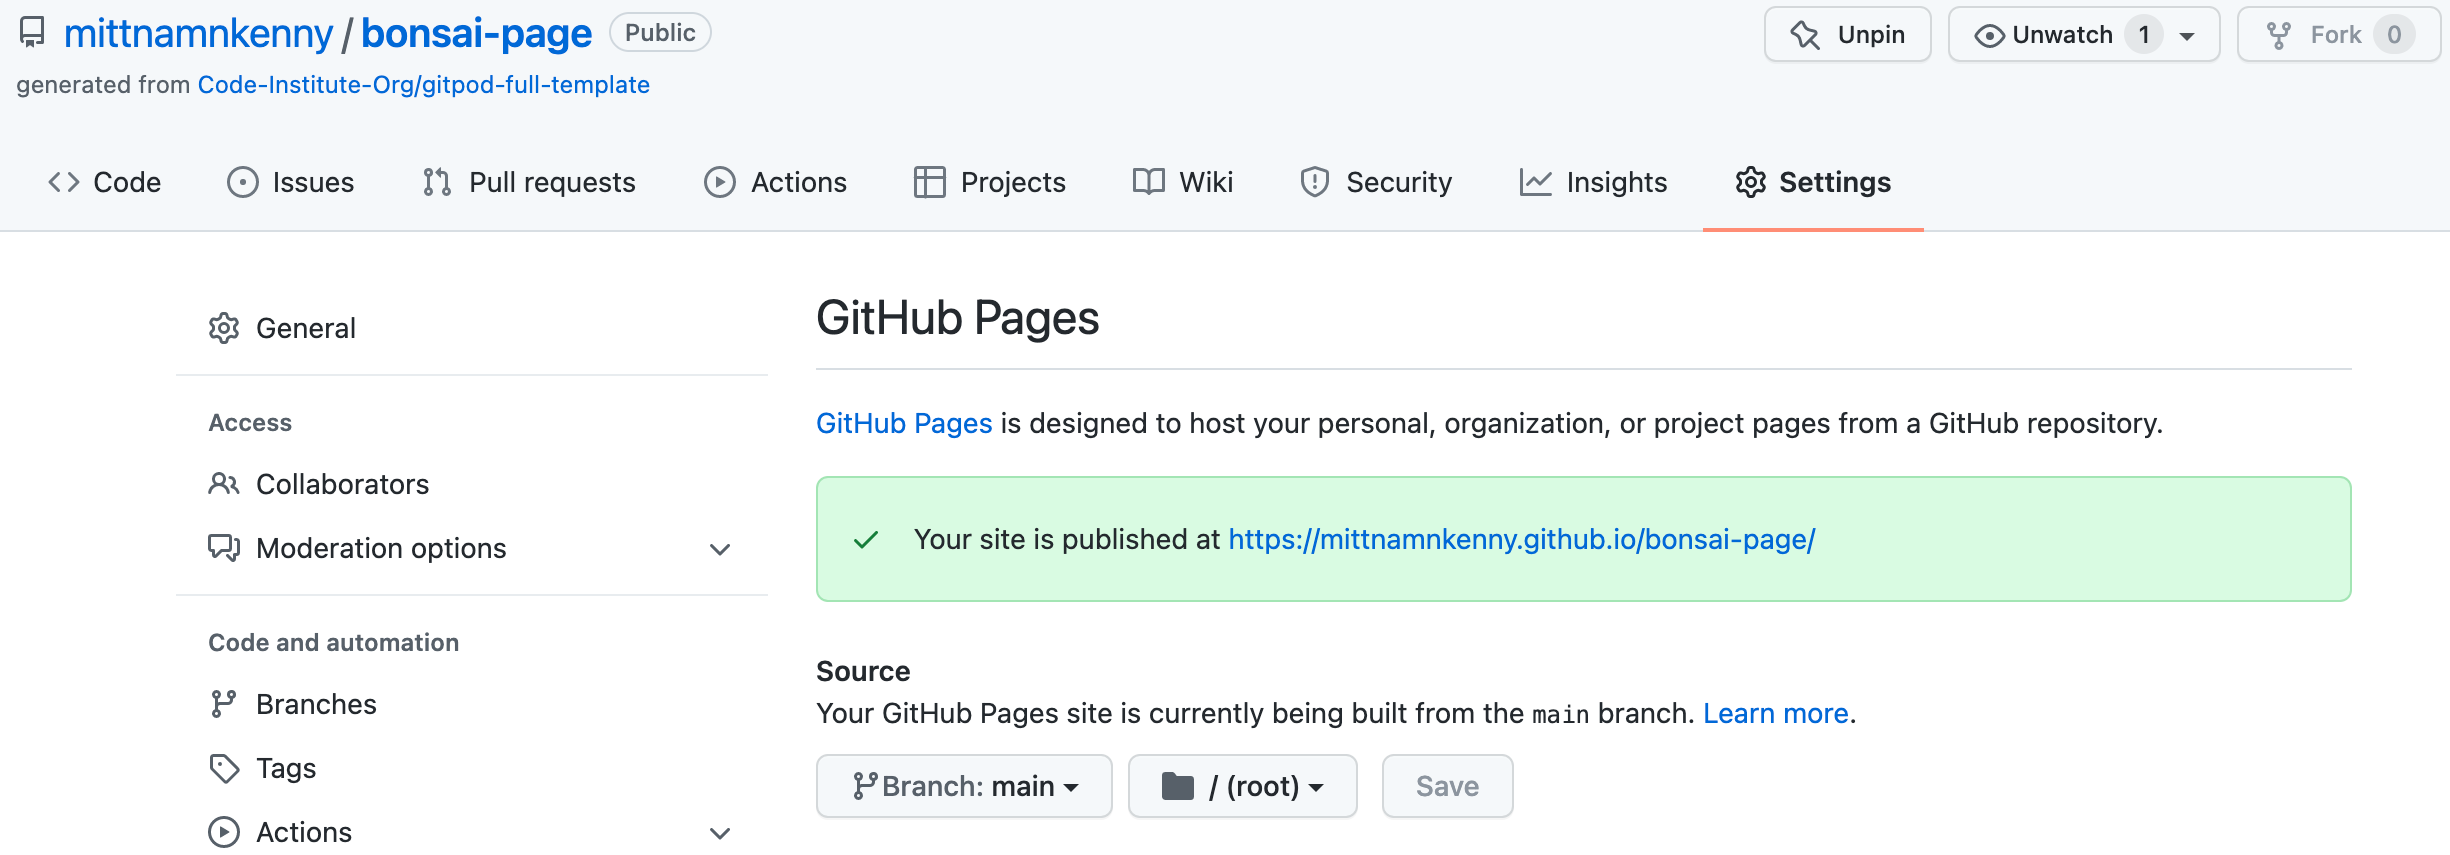 mittnamnkenny / bonsai-page Public
Unpin
Unwatch 1
Fork 0
generated from Code-Institute-Org/gitpod-full-template
Code
Issues
Pull requests
Actions
Projects
Wiki
Security
Insights
Settings
General
Access
Collaborators
Moderation options
Code and automation
Branches
Tags
Actions
GitHub Pages
GitHub Pages is designed to host your personal, organization, or project pages from a GitHub repository.
Your site is published at https://mittnamnkenny.github.io/bonsai-page/
Source
Your GitHub Pages site is currently being built from the main branch. Learn more.
Branch: main
/ (root)
Save